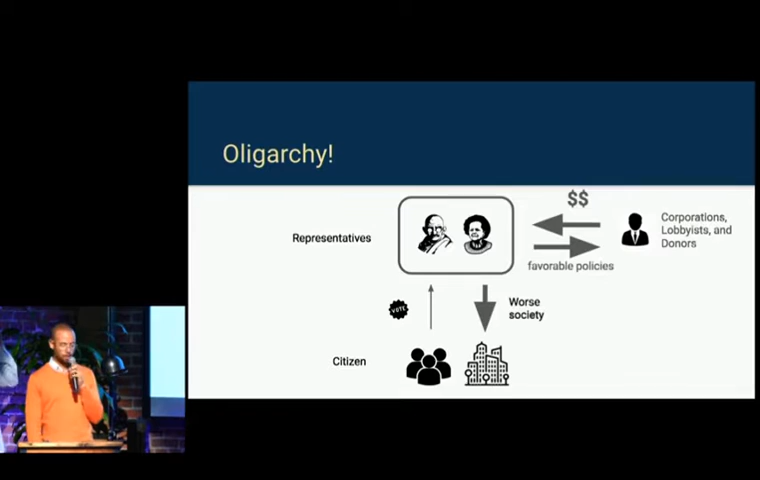 Oligarchy!
Representatives
$$
Corporations,
Lobbyists, and
Donors
favorable policies
VOTE
Worse
society
Citizen